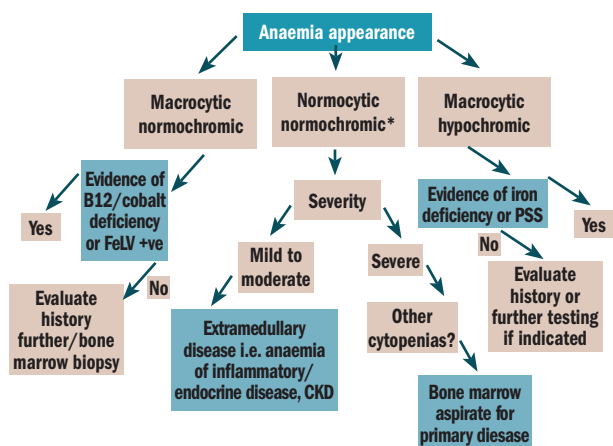 Anaemia appearance
Macrocytic
normochromic
Normocytic
normochromic*
Macrocytic
hypochromic
Evidence of
B12/cobalt
deficiency
or FeLV +ve
Yes
No
Evaluate
history
further/bone
marrow biopsy
Severity
Mild to
moderate
Extramedullary
disease i.e. anaemia
of inflammatory/
endocrine disease, CKD
Severe
Other
cytopenias?
Bone marrow
aspirate for
primary diesase
Evidence of iron
deficiency or PSS
Yes
No
Evaluate
history or
further testing
if indicated